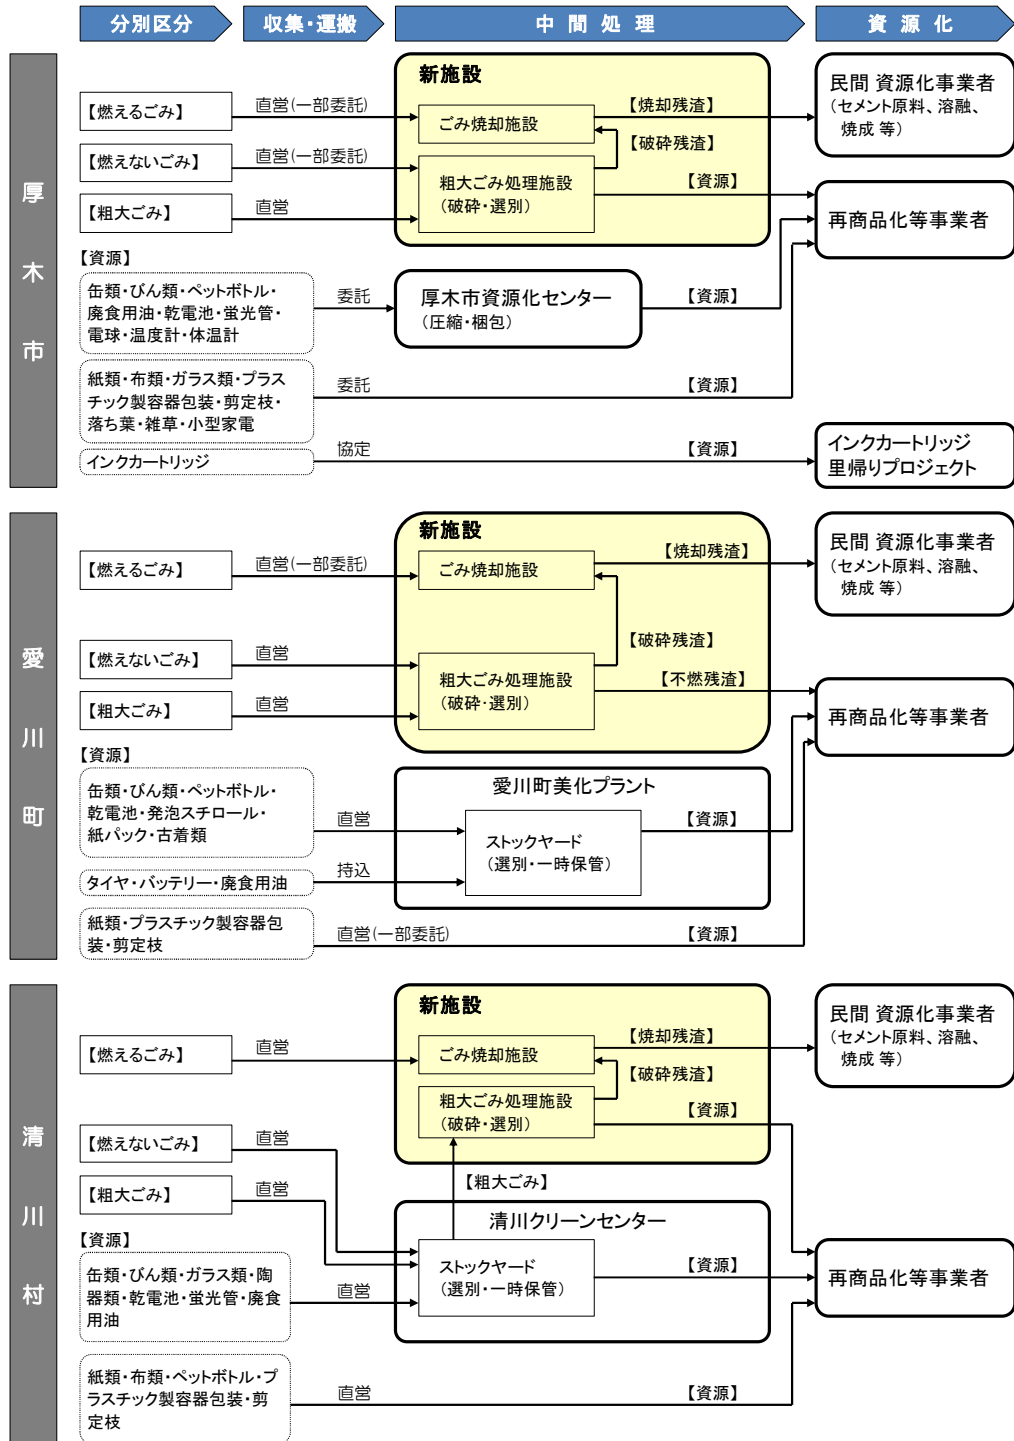 分別区分
収集・運搬
中間処理
資源化
厚木市
新施設
民間 資源化事業者
(セメント原料、溶融、
焼成 等)
【燃えるごみ】
直営(一部委託)
ごみ焼却施設
【焼却残渣】
【破砕残渣】
【燃えないごみ】
直営(一部委託)
粗大ごみ処理施設
(破砕・選別)
【資源】
【粗大ごみ】
直営
再商品化等事業者
【資源】
缶類・びん類・ペットボトル・
廃食用油・乾電池・蛍光管・
電球・温度計・体温計
委託
厚木市資源化センター
(圧縮・梱包)
【資源】
紙類・布類・ガラス類・プラス
チック製容器包装・剪定枝・
落ち葉・雑草・小型家電
委託
【資源】
インクカートリッジ
協定
【資源】
インクカートリッジ
里帰りプロジェクト
愛川町
新施設
民間 資源化事業者
(セメント原料、溶融、
焼成 等)
【燃えるごみ】
直営(一部委託)
ごみ焼却施設
【焼却残渣】
【破砕残渣】
【燃えないごみ】
直営
粗大ごみ処理施設
(破砕・選別)
【不燃残渣】
【粗大ごみ】
直営
再商品化等事業者
【資源】
缶類・びん類・ペットボトル・
乾電池・発泡スチロール・
紙パック・古着類
直営
愛川町美化プラント
ストックヤード
(選別・一時保管)
【資源】
タイヤ・バッテリー・廃食用油
持込
紙類・プラスチック製容器包
装・剪定枝
直営(一部委託)
【資源】
清川村
新施設
民間 資源化事業者
(セメント原料、溶融、
焼成 等)
【燃えるごみ】
直営
ごみ焼却施設
【焼却残渣】
【破砕残渣】
粗大ごみ処理施設
(破砕・選別)
【資源】
【燃えないごみ】
直営
【粗大ごみ】
直営
【粗大ごみ】
清川クリーンセンター
【資源】
缶類・びん類・ガラス類・陶
器類・乾電池・蛍光管・廃食
用油
直営
ストックヤード
(選別・一時保管)
【資源】
再商品化等事業者
紙類・布類・ペットボトル・プ
ラスチック製容器包装・剪
定枝
直営
【資源】